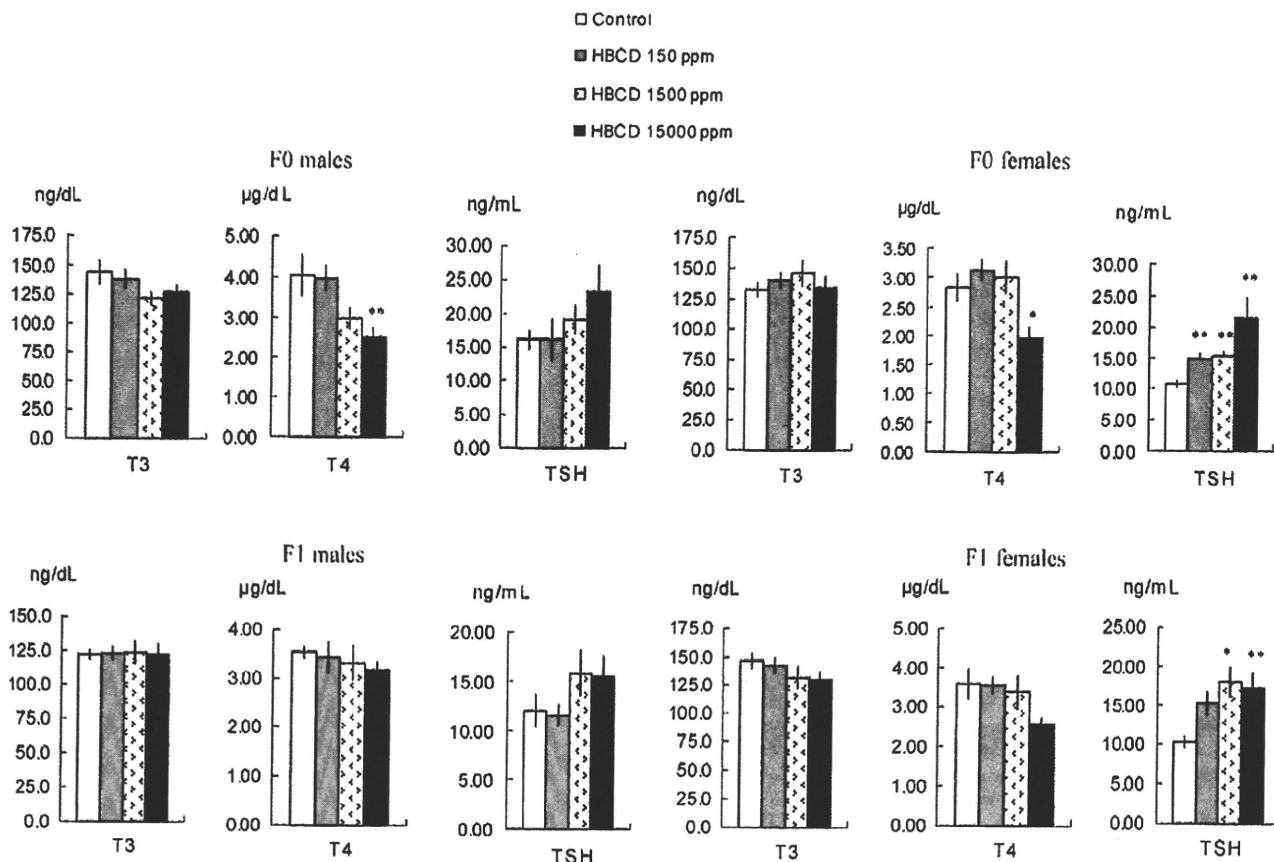 Control
HBCD 150 ppm
HBCD 1500 ppm
HBCD 15000 ppm
F0 males
F0 females
ng/dL
µg/dL
ng/mL
ng/dL
µg/dL
ng/mL
175.0
150.0
125.0
100.0
75.0
50.0
25.0
0.0
T3
5.00
4.00
3.00
2.00
1.00
0.00
**
T4
30.00
25.00
20.00
15.00
10.00
5.00
0.00
TSH
175.0
150.0
125.0
100.0
75.0
50.0
25.0
0.0
T3
3.50
3.00
2.50
2.00
1.50
1.00
0.50
0.00
*
T4
30.00
25.00
20.00
15.00
10.00
5.00
0.00
** ** **
TSH
F1 males
F1 females
ng/dL
µg/dL
ng/mL
ng/dL
µg/dL
ng/mL
150.0
125.0
100.0
75.0
50.0
25.0
0.0
T3
4.00
3.00
2.00
1.00
0.00
T4
20.00
15.00
10.00
5.00
0.00
TSH
175.0
150.0
125.0
100.0
75.0
50.0
25.0
0.0
T3
5.00
4.00
3.00
2.00
1.00
0.00
T4
25.00
20.00
15.00
10.00
5.00
0.00
* **
TSH